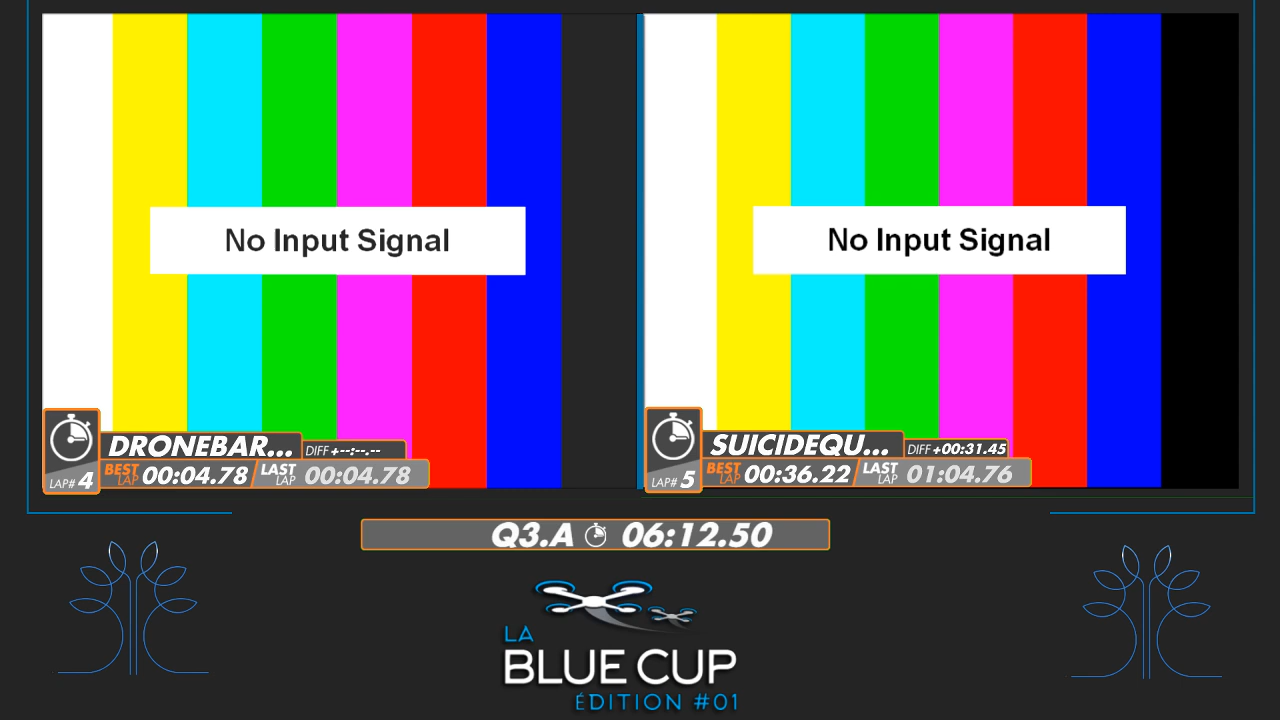 No Input Signal
No Input Signal
DRONEBAR... DIFF +--:--.--
LAP# 4 BEST LAP 00:04.78 LAST LAP 00:04.78
SUICIDEQU... DIFF +00:31.45
LAP# 5 BEST LAP 00:36.22 LAST LAP 01:04.76
Q3.A 06:12.50
LA
BLUE CUP
ÉDITION #01